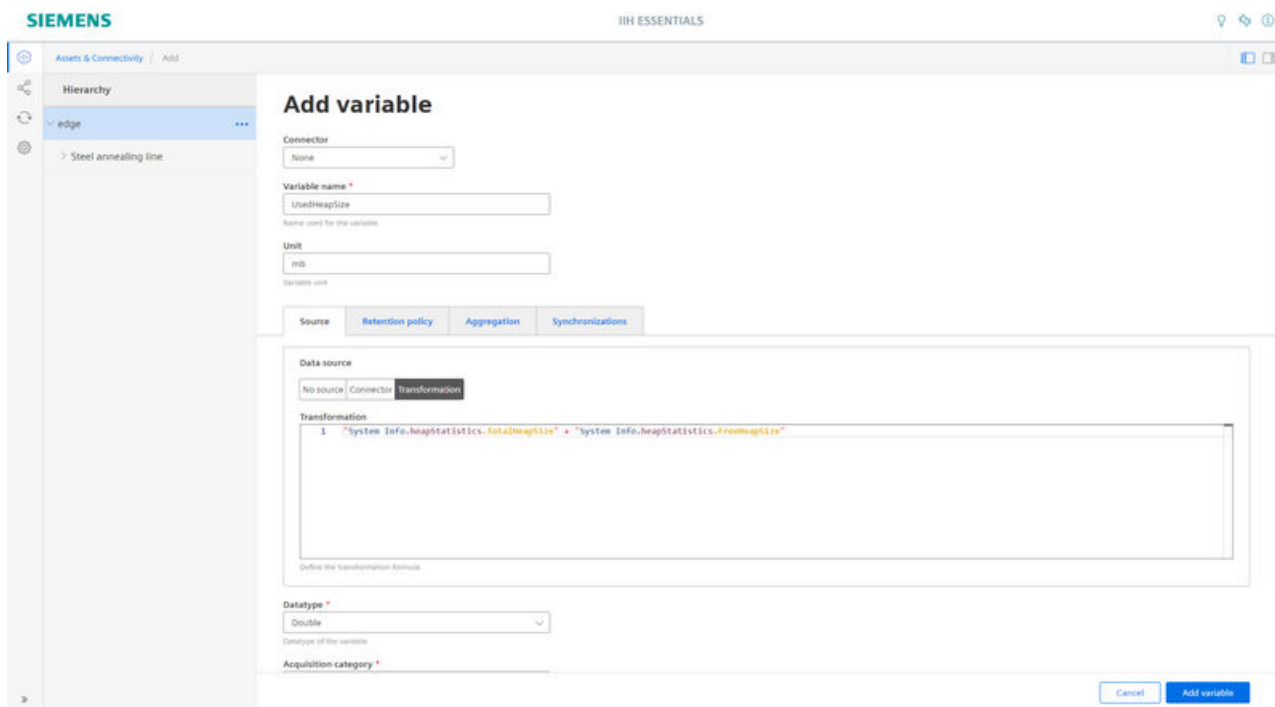 SIEMENS
IIH ESSENTIALS
Assets & Connectivity / Add
Hierarchy
edge
Steel annealing line
Add variable
Connector
None
Variable name *
UsedHeapSize
Name used for the variable
Unit
mb
Variable unit
Source Retention policy Aggregation Synchronizations
Data source
No source Connector Transformation
Transformation
1 "System Info.heapStatistics.TotalHeapSize" + "System Info.heapStatistics.FreeHeapSize"
Define the transformation formula
Datatype *
Double
Datatype of the variable
Acquisition category *
Cancel Add variable